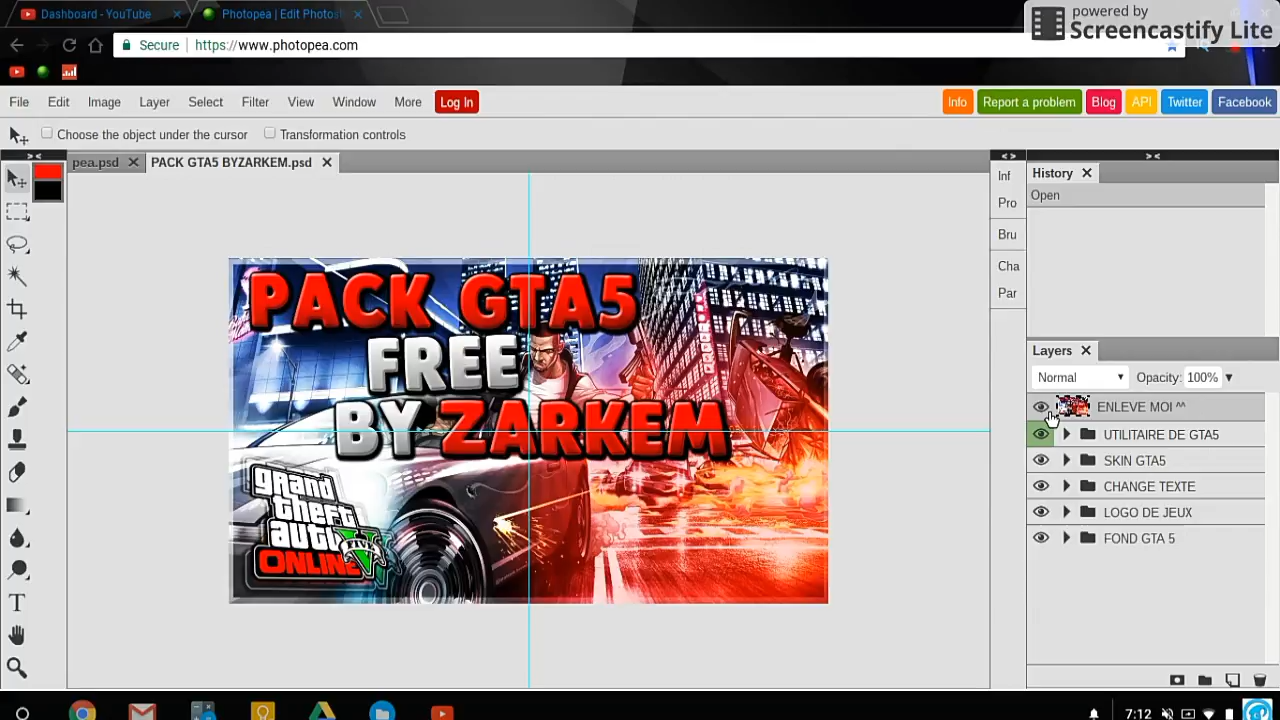 Dashboard - YouTube
Photopea | Edit Photosh
powered by
Screencastify Lite
Secure
https://www.photopea.com
File Edit Image Layer Select Filter View Window More Log In
Info Report a problem Blog API Twitter Facebook
Choose the object under the cursor Transformation controls
pea.psd
PACK GTA5 BYZARKEM.psd
Inf
Pro
Bru
Cha
Par
History
Open
PACK GTA5
FREE
BY ZARKEM
grand
theft
auto V
FIVE
ONLINE
Layers
Normal Opacity: 100%
ENLEVE MOI ^^
UTILITAIRE DE GTA5
SKIN GTA5
CHANGE TEXTE
LOGO DE JEUX
FOND GTA 5
7:12